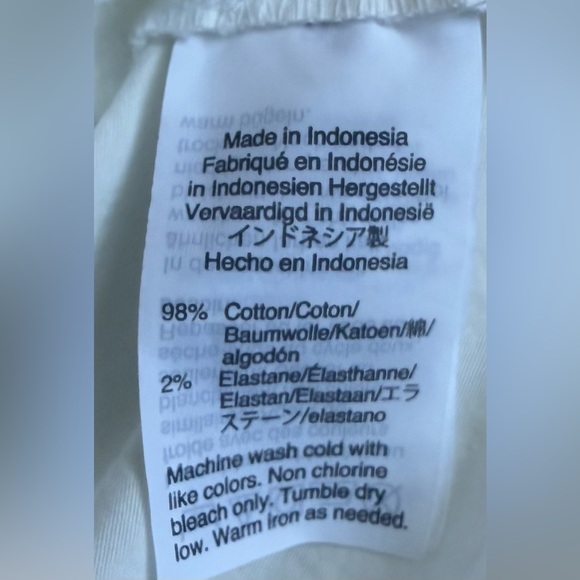 Made in Indonesia
Fabriqué en Indonésie
in Indonesien Hergestellt
Vervaardigd in Indonesië
インドネシア製
Hecho en Indonesia
98% Cotton/Coton/
Baumwolle/Katoen/綿/
algodón
2% Elastane/Élasthanne/
Elastan/Elastaan/エラ
ステーン/elastano
Machine wash cold with
like colors. Non chlorine
bleach only. Tumble dry
low. Warm iron as needed.